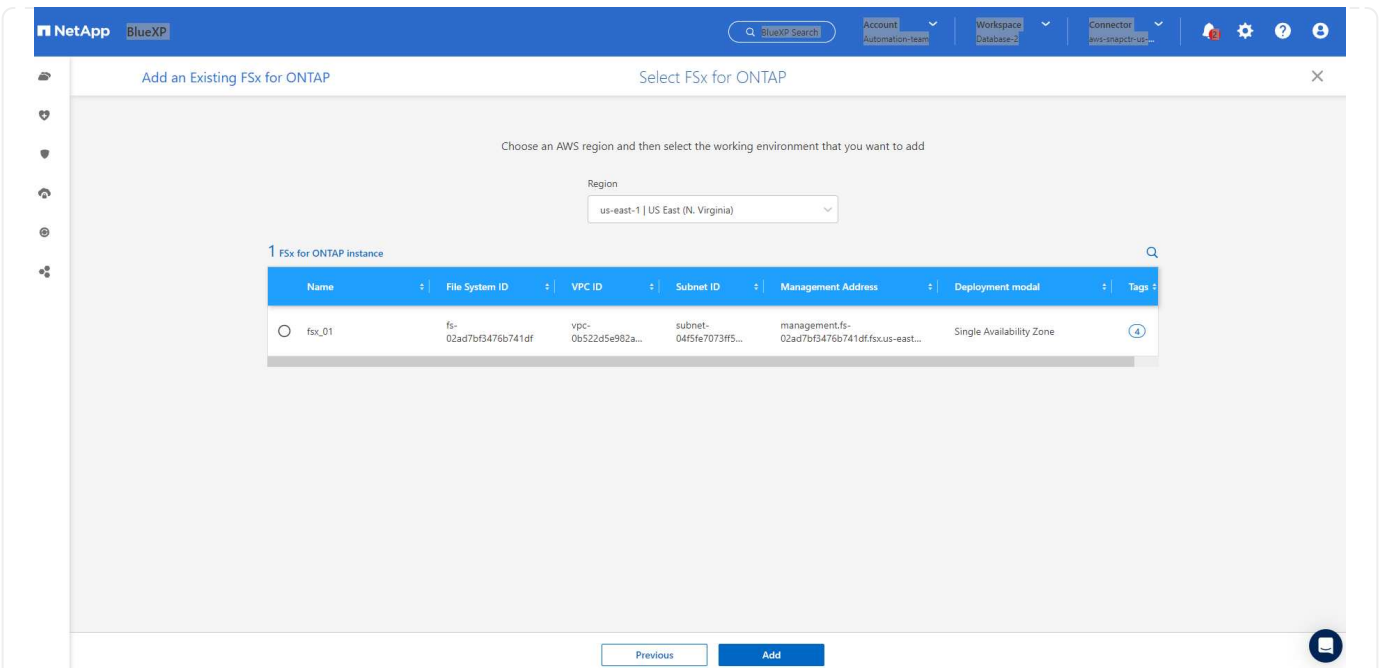 NetApp BlueXP
BlueXP Search
Account
Automation-team
Workspace
Database-2
Connector
aws-snapctr-us-...
2
Add an Existing FSx for ONTAP
Select FSx for ONTAP
Choose an AWS region and then select the working environment that you want to add
Region
us-east-1 | US East (N. Virginia)
1 FSx for ONTAP instance
Name File System ID VPC ID Subnet ID Management Address Deployment modal Tags
fsx_01 fs- vpc- subnet- management.fs- Single Availability Zone 4
02ad7bf3476b741df 0b522d5e982a... 04f5fe7073ff5... 02ad7bf3476b741df.fsx.us-east...
Previous Add